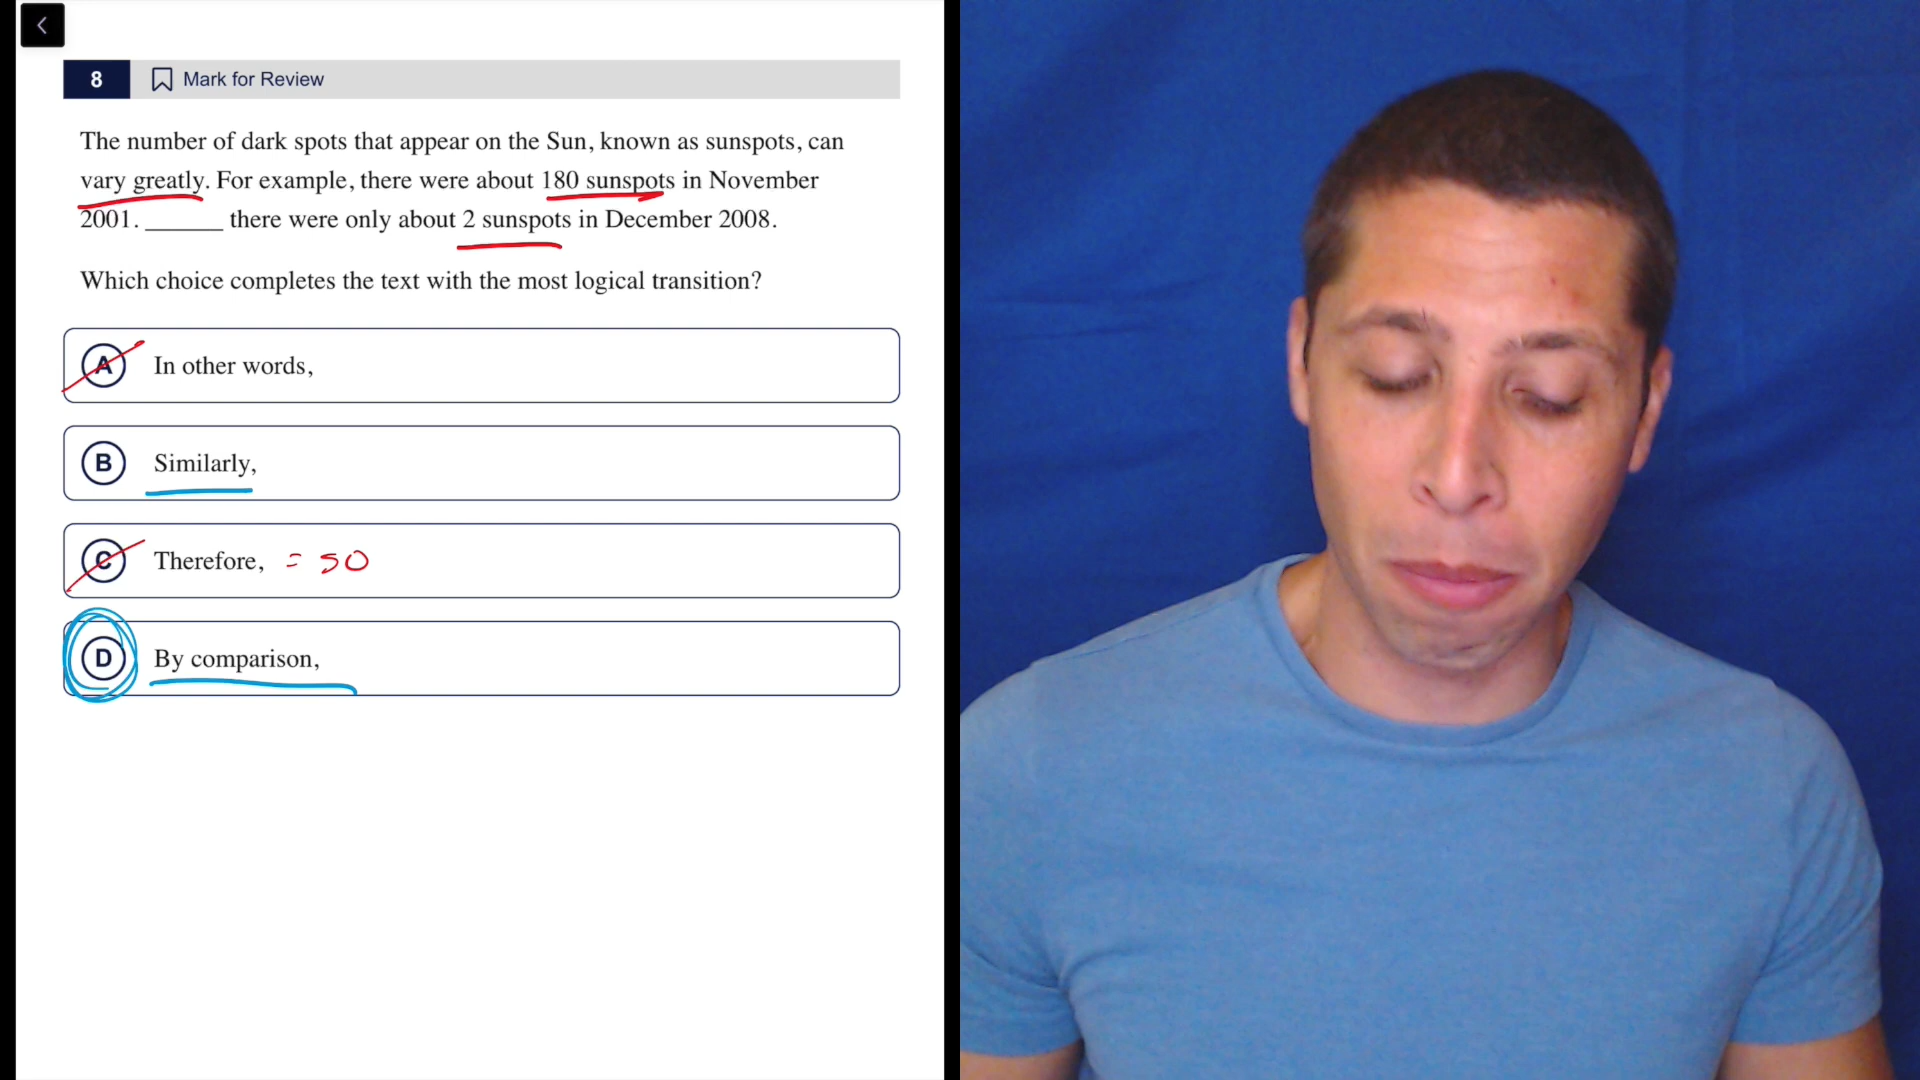 8 Mark for Review
The number of dark spots that appear on the Sun, known as sunspots, can
vary greatly. For example, there were about 180 sunspots in November
2001. ______ there were only about 2 sunspots in December 2008.
Which choice completes the text with the most logical transition?
A In other words,
B Similarly,
C Therefore, = SO
D By comparison,